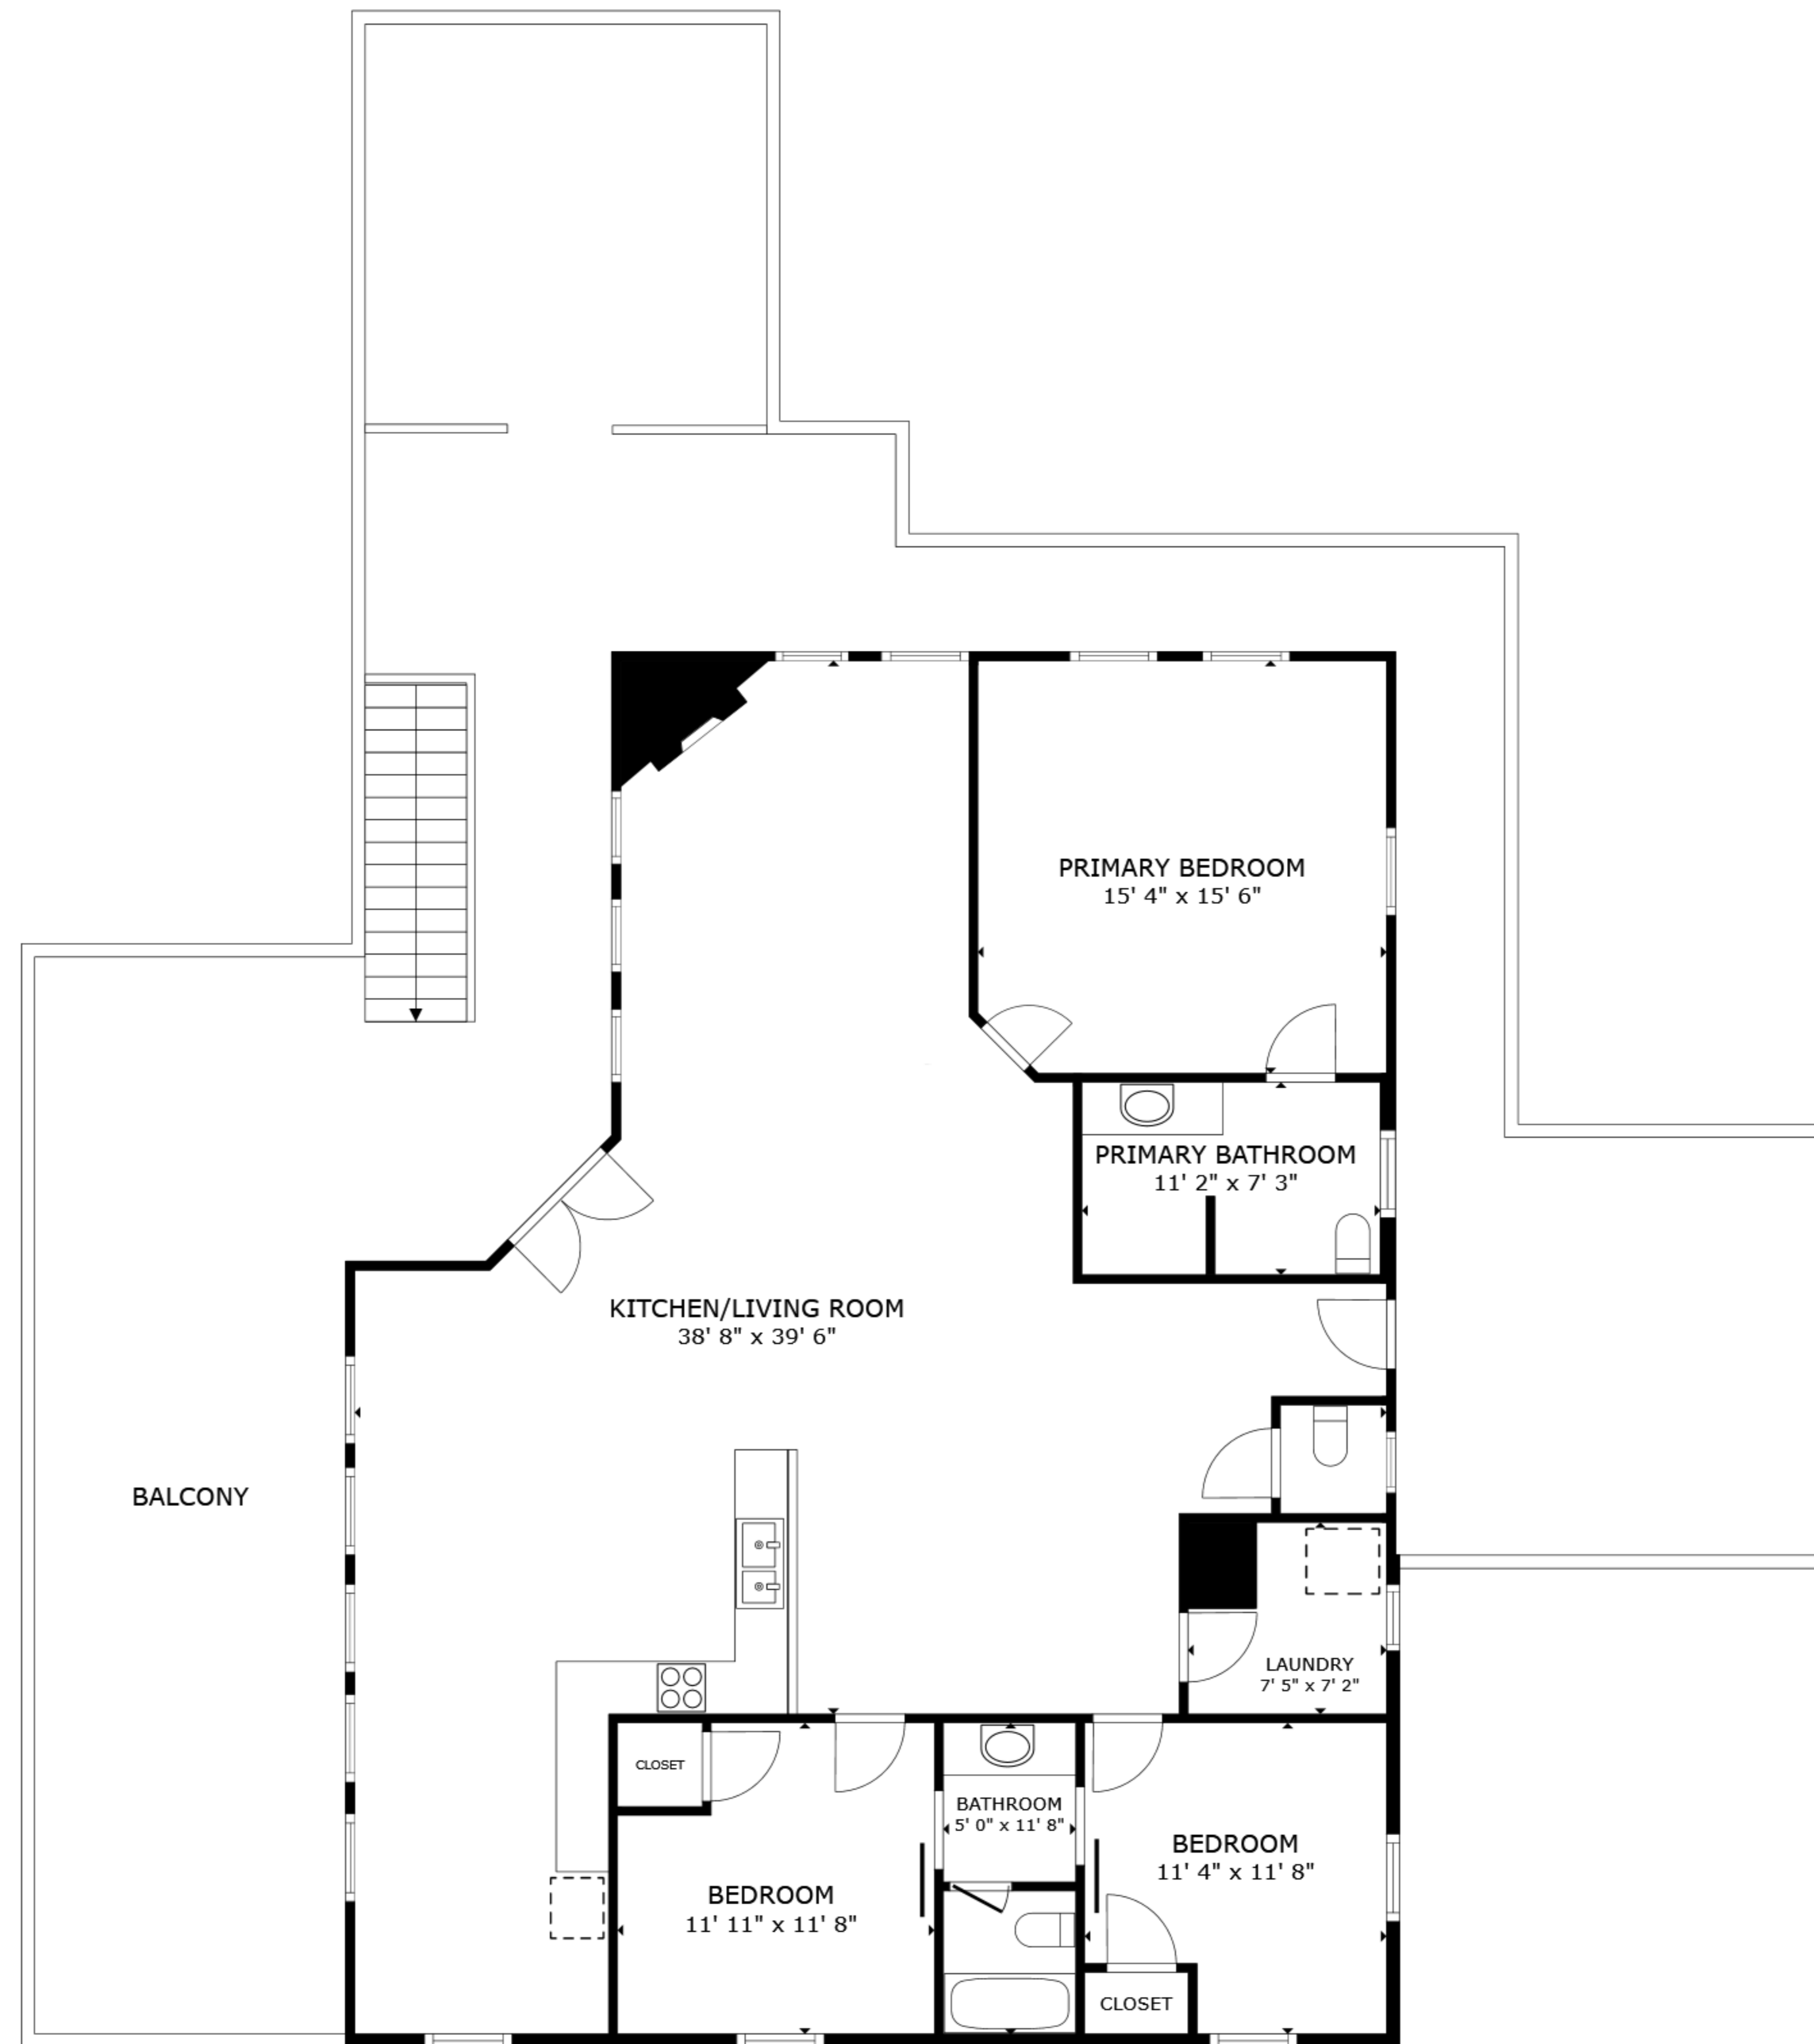 PRIMARY BEDROOM
15' 4" x 15' 6"
PRIMARY BATHROOM
11' 2" x 7' 3"
KITCHEN/LIVING ROOM
38' 8" x 39' 6"
BALCONY
LAUNDRY
7' 5" x 7' 2"
CLOSET
BATHROOM
5' 0" x 11' 8"
BEDROOM
11' 4" x 11' 8"
BEDROOM
11' 11" x 11' 8"
CLOSET